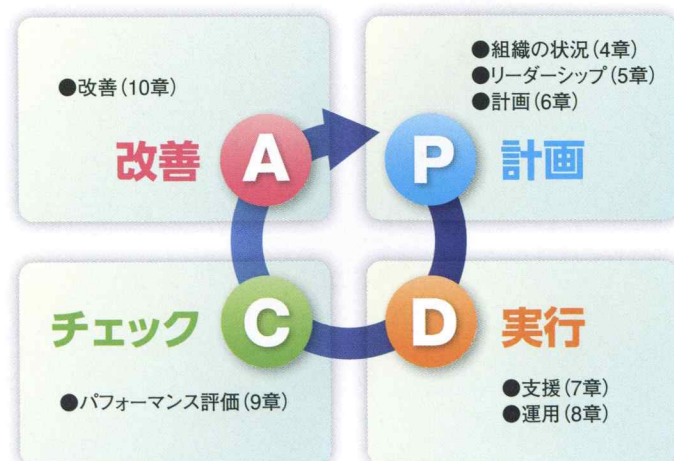 ●改善(10章)
改善
A
●組織の状況(4章)
●リーダーシップ(5章)
●計画(6章)
P
計画
チェック
C
●パフォーマンス評価(9章)
D
実行
●支援(7章)
●運用(8章)